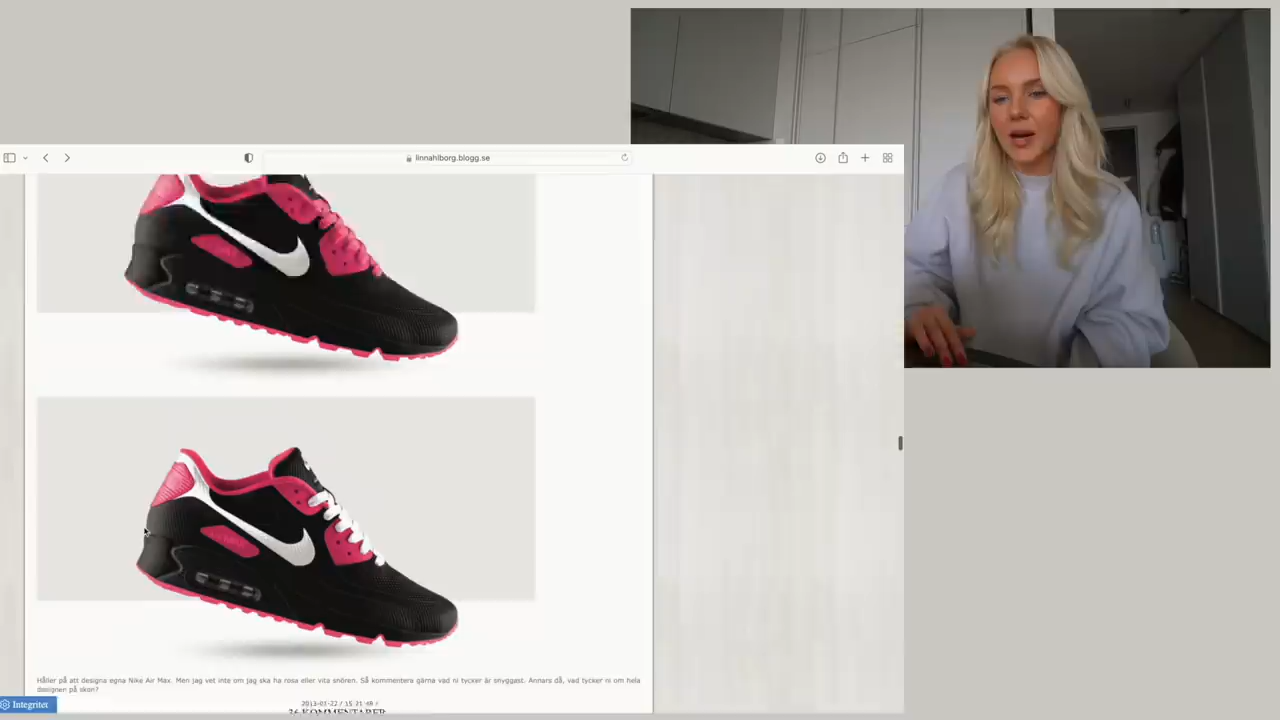 linnahlborg.blogg.se
Håller på att designa egna Nike Air Max. Men jag vet inte om jag ska ha rosa eller vita snören. Så kommentera gärna vad ni tycker är snyggast. Annars då, vad tycker ni om hela
designen på skon?
36 KOMMENTARER
Integritet